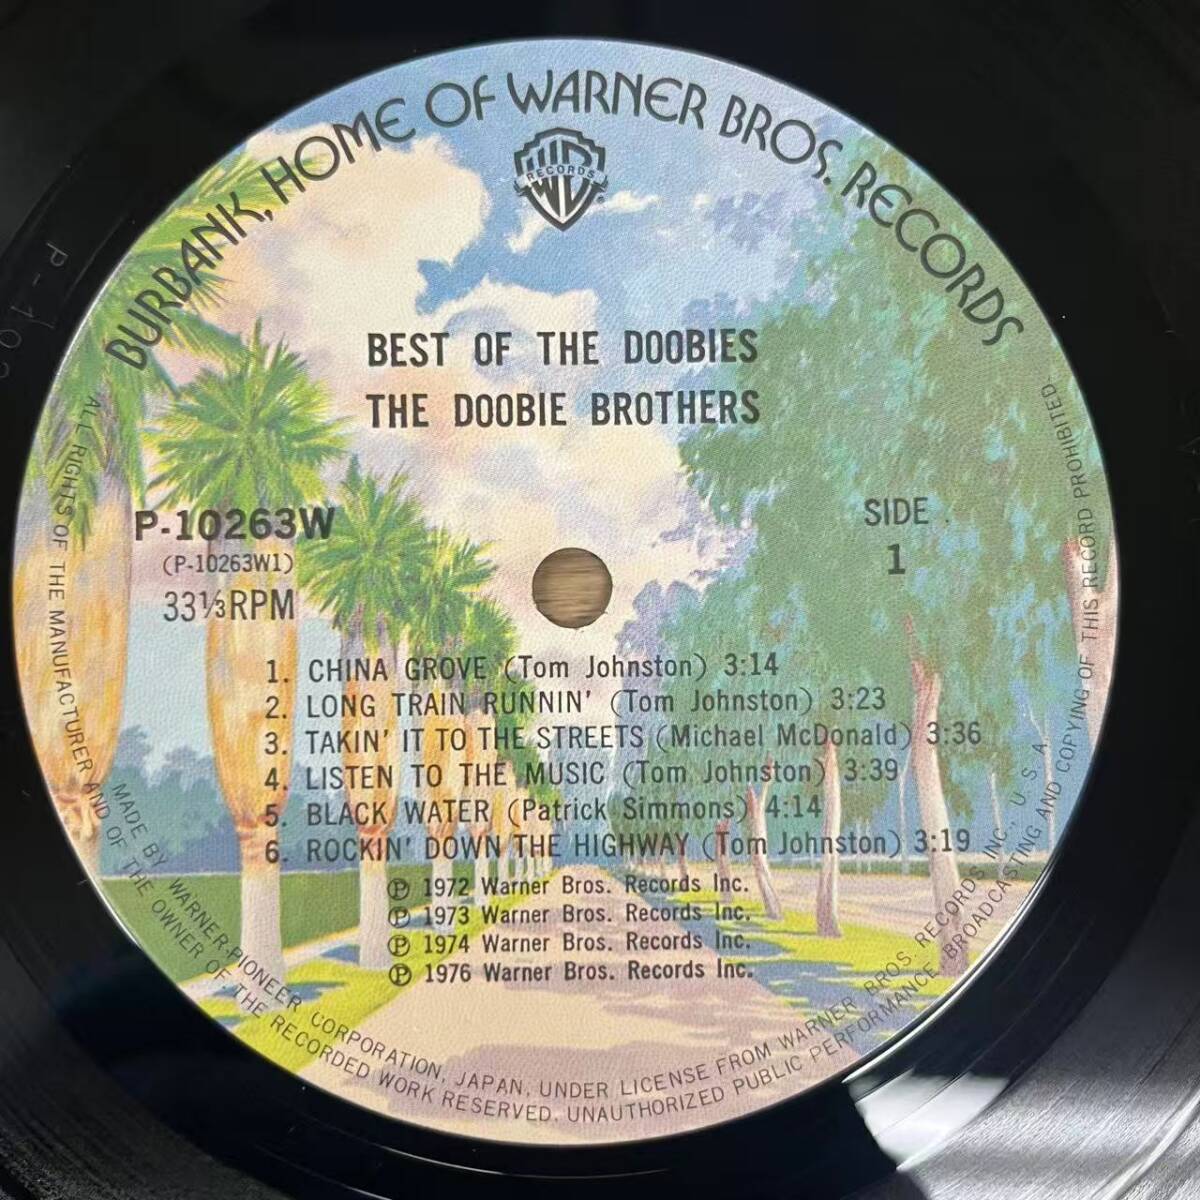 BURBANK, HOME OF WARNER BROS. RECORDS
W
RECORDS
®
BEST OF THE DOOBIES
THE DOOBIE BROTHERS
P-10263W
(P-10263W1)
33⅓RPM
SIDE
1
1. CHINA GROVE (Tom Johnston) 3:14
2. LONG TRAIN RUNNIN' (Tom Johnston) 3:23
3. TAKIN' IT TO THE STREETS (Michael McDonald) 3:36
4. LISTEN TO THE MUSIC (Tom Johnston) 3:39
5. BLACK WATER (Patrick Simmons) 4:14
6. ROCKIN' DOWN THE HIGHWAY (Tom Johnston) 3:19
℗ 1972 Warner Bros. Records Inc.
℗ 1973 Warner Bros. Records Inc.
℗ 1974 Warner Bros. Records Inc.
℗ 1976 Warner Bros. Records Inc.
MADE BY WARNER-PIONEER CORPORATION, JAPAN, UNDER LICENSE FROM WARNER BROS. RECORDS INC., U.S.A.
ALL RIGHTS OF THE MANUFACTURER AND OF THE OWNER OF THE RECORDED WORK RESERVED. UNAUTHORIZED PUBLIC PERFORMANCE, BROADCASTING AND COPYING OF THIS RECORD PROHIBITED.